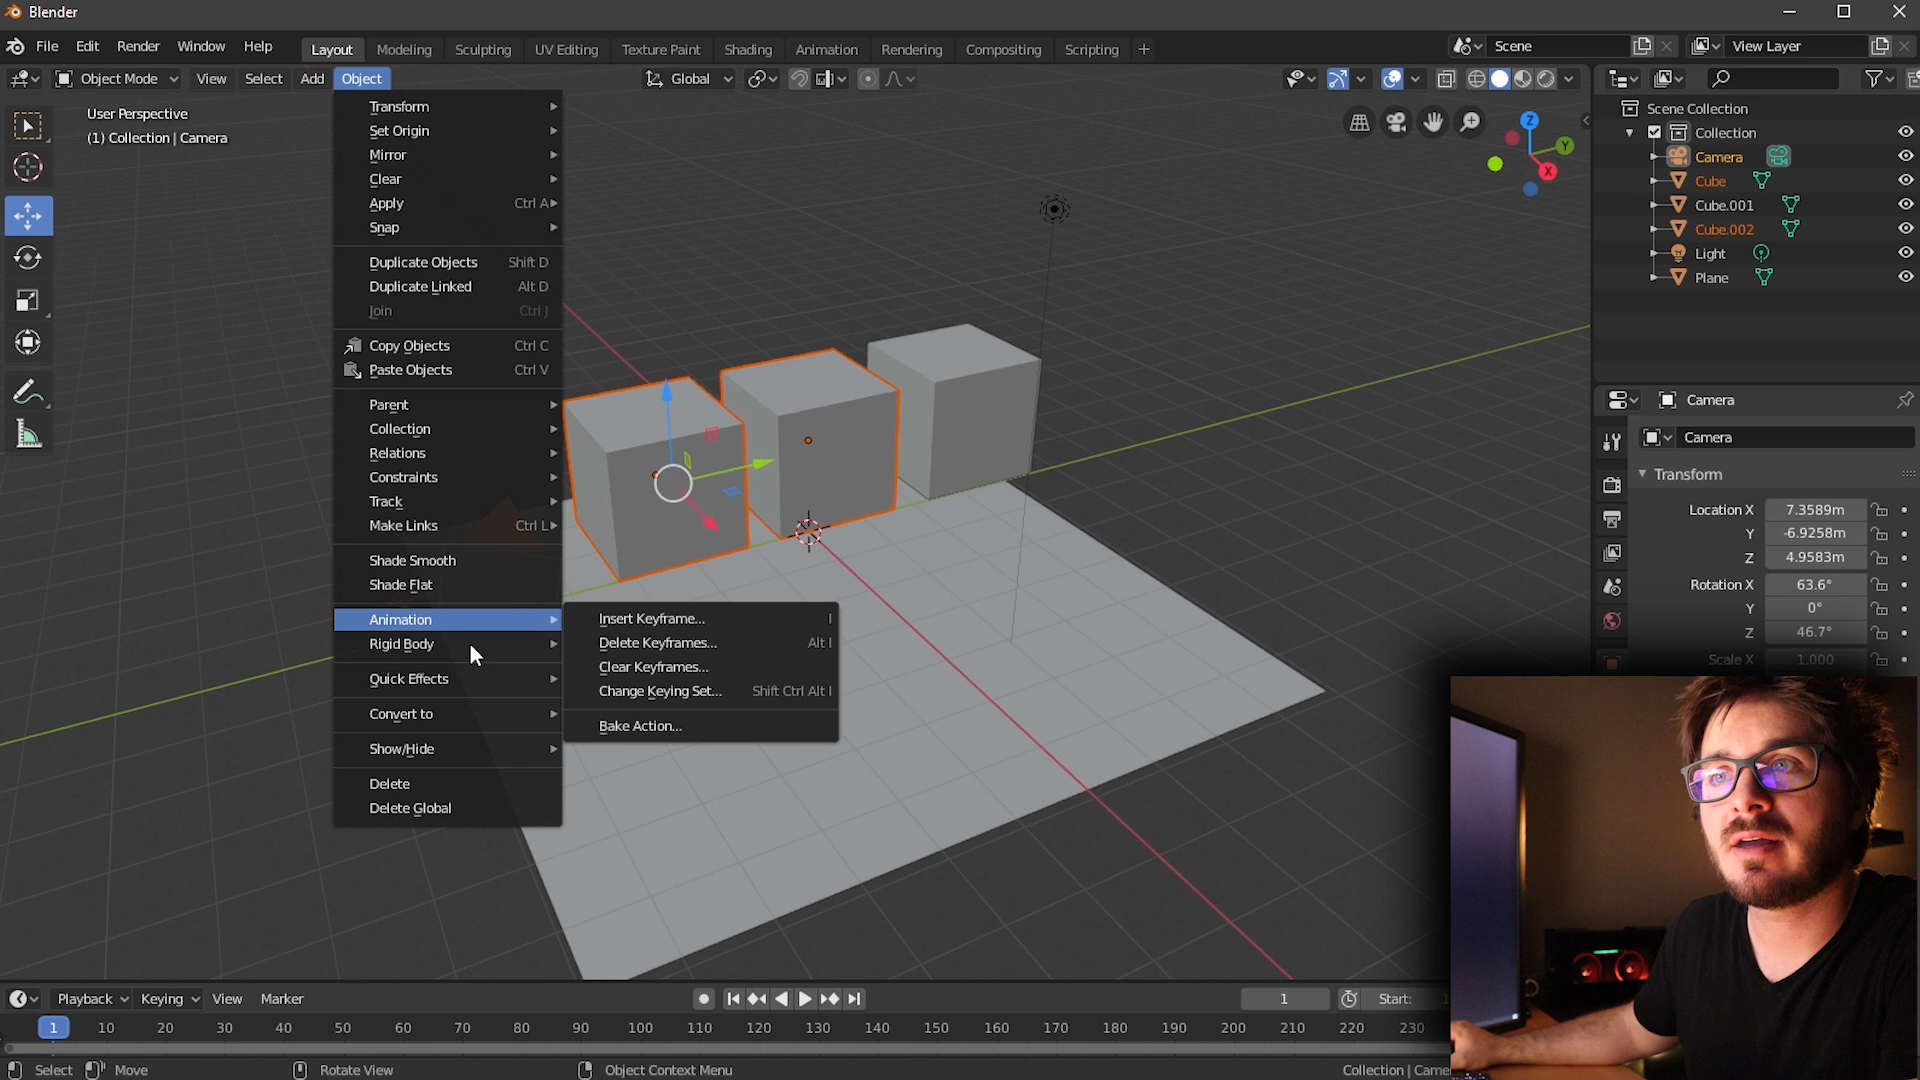 Blender
File Edit Render Window Help Layout Modeling Sculpting UV Editing Texture Paint Shading Animation Rendering Compositing Scripting + Scene View Layer
Object Mode View Select Add Object Global
User Perspective
(1) Collection | Camera
Transform
Set Origin
Mirror
Clear
Apply Ctrl A
Snap
Duplicate Objects Shift D
Duplicate Linked Alt D
Join Ctrl J
Copy Objects Ctrl C
Paste Objects Ctrl V
Parent
Collection
Relations
Constraints
Track
Make Links Ctrl L
Shade Smooth
Shade Flat
Animation
Rigid Body
Quick Effects
Convert to
Show/Hide
Delete
Delete Global
Insert Keyframe... I
Delete Keyframes... Alt I
Clear Keyframes...
Change Keying Set... Shift Ctrl Alt I
Bake Action...
Z
Y
X
Scene Collection
Collection
Camera
Cube
Cube.001
Cube.002
Light
Plane
Camera
Camera
Transform
Location X 7.3589m
Y -6.9258m
Z 4.9583m
Rotation X 63.6°
Y 0°
Z 46.7°
Scale X 1.000
Playback Keying View Marker 1 Start:
1 10 20 30 40 50 60 70 80 90 100 110 120 130 140 150 160 170 180 190 200 210 220 230
Select Move Rotate View Object Context Menu Collection |